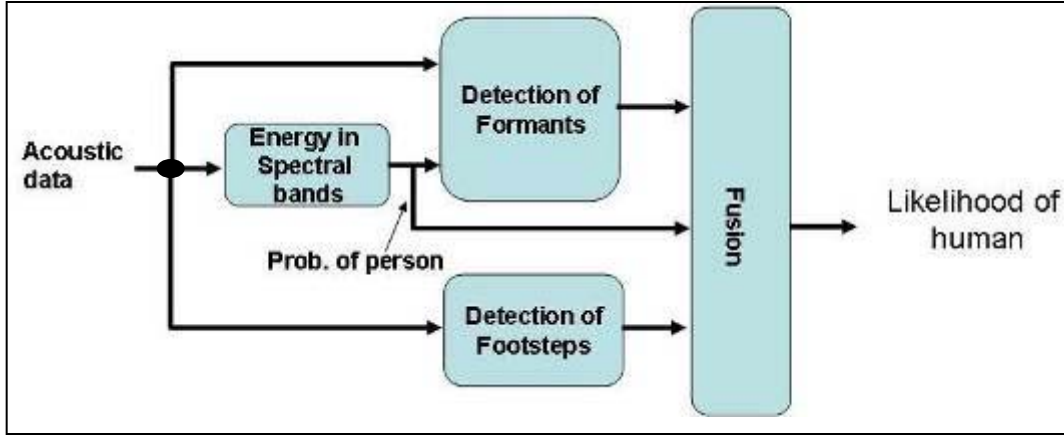 Acoustic
data
Energy in
Spectral
bands
Prob. of person
Detection of
Formants
Detection of
Footsteps
Fusion
Likelihood of
human